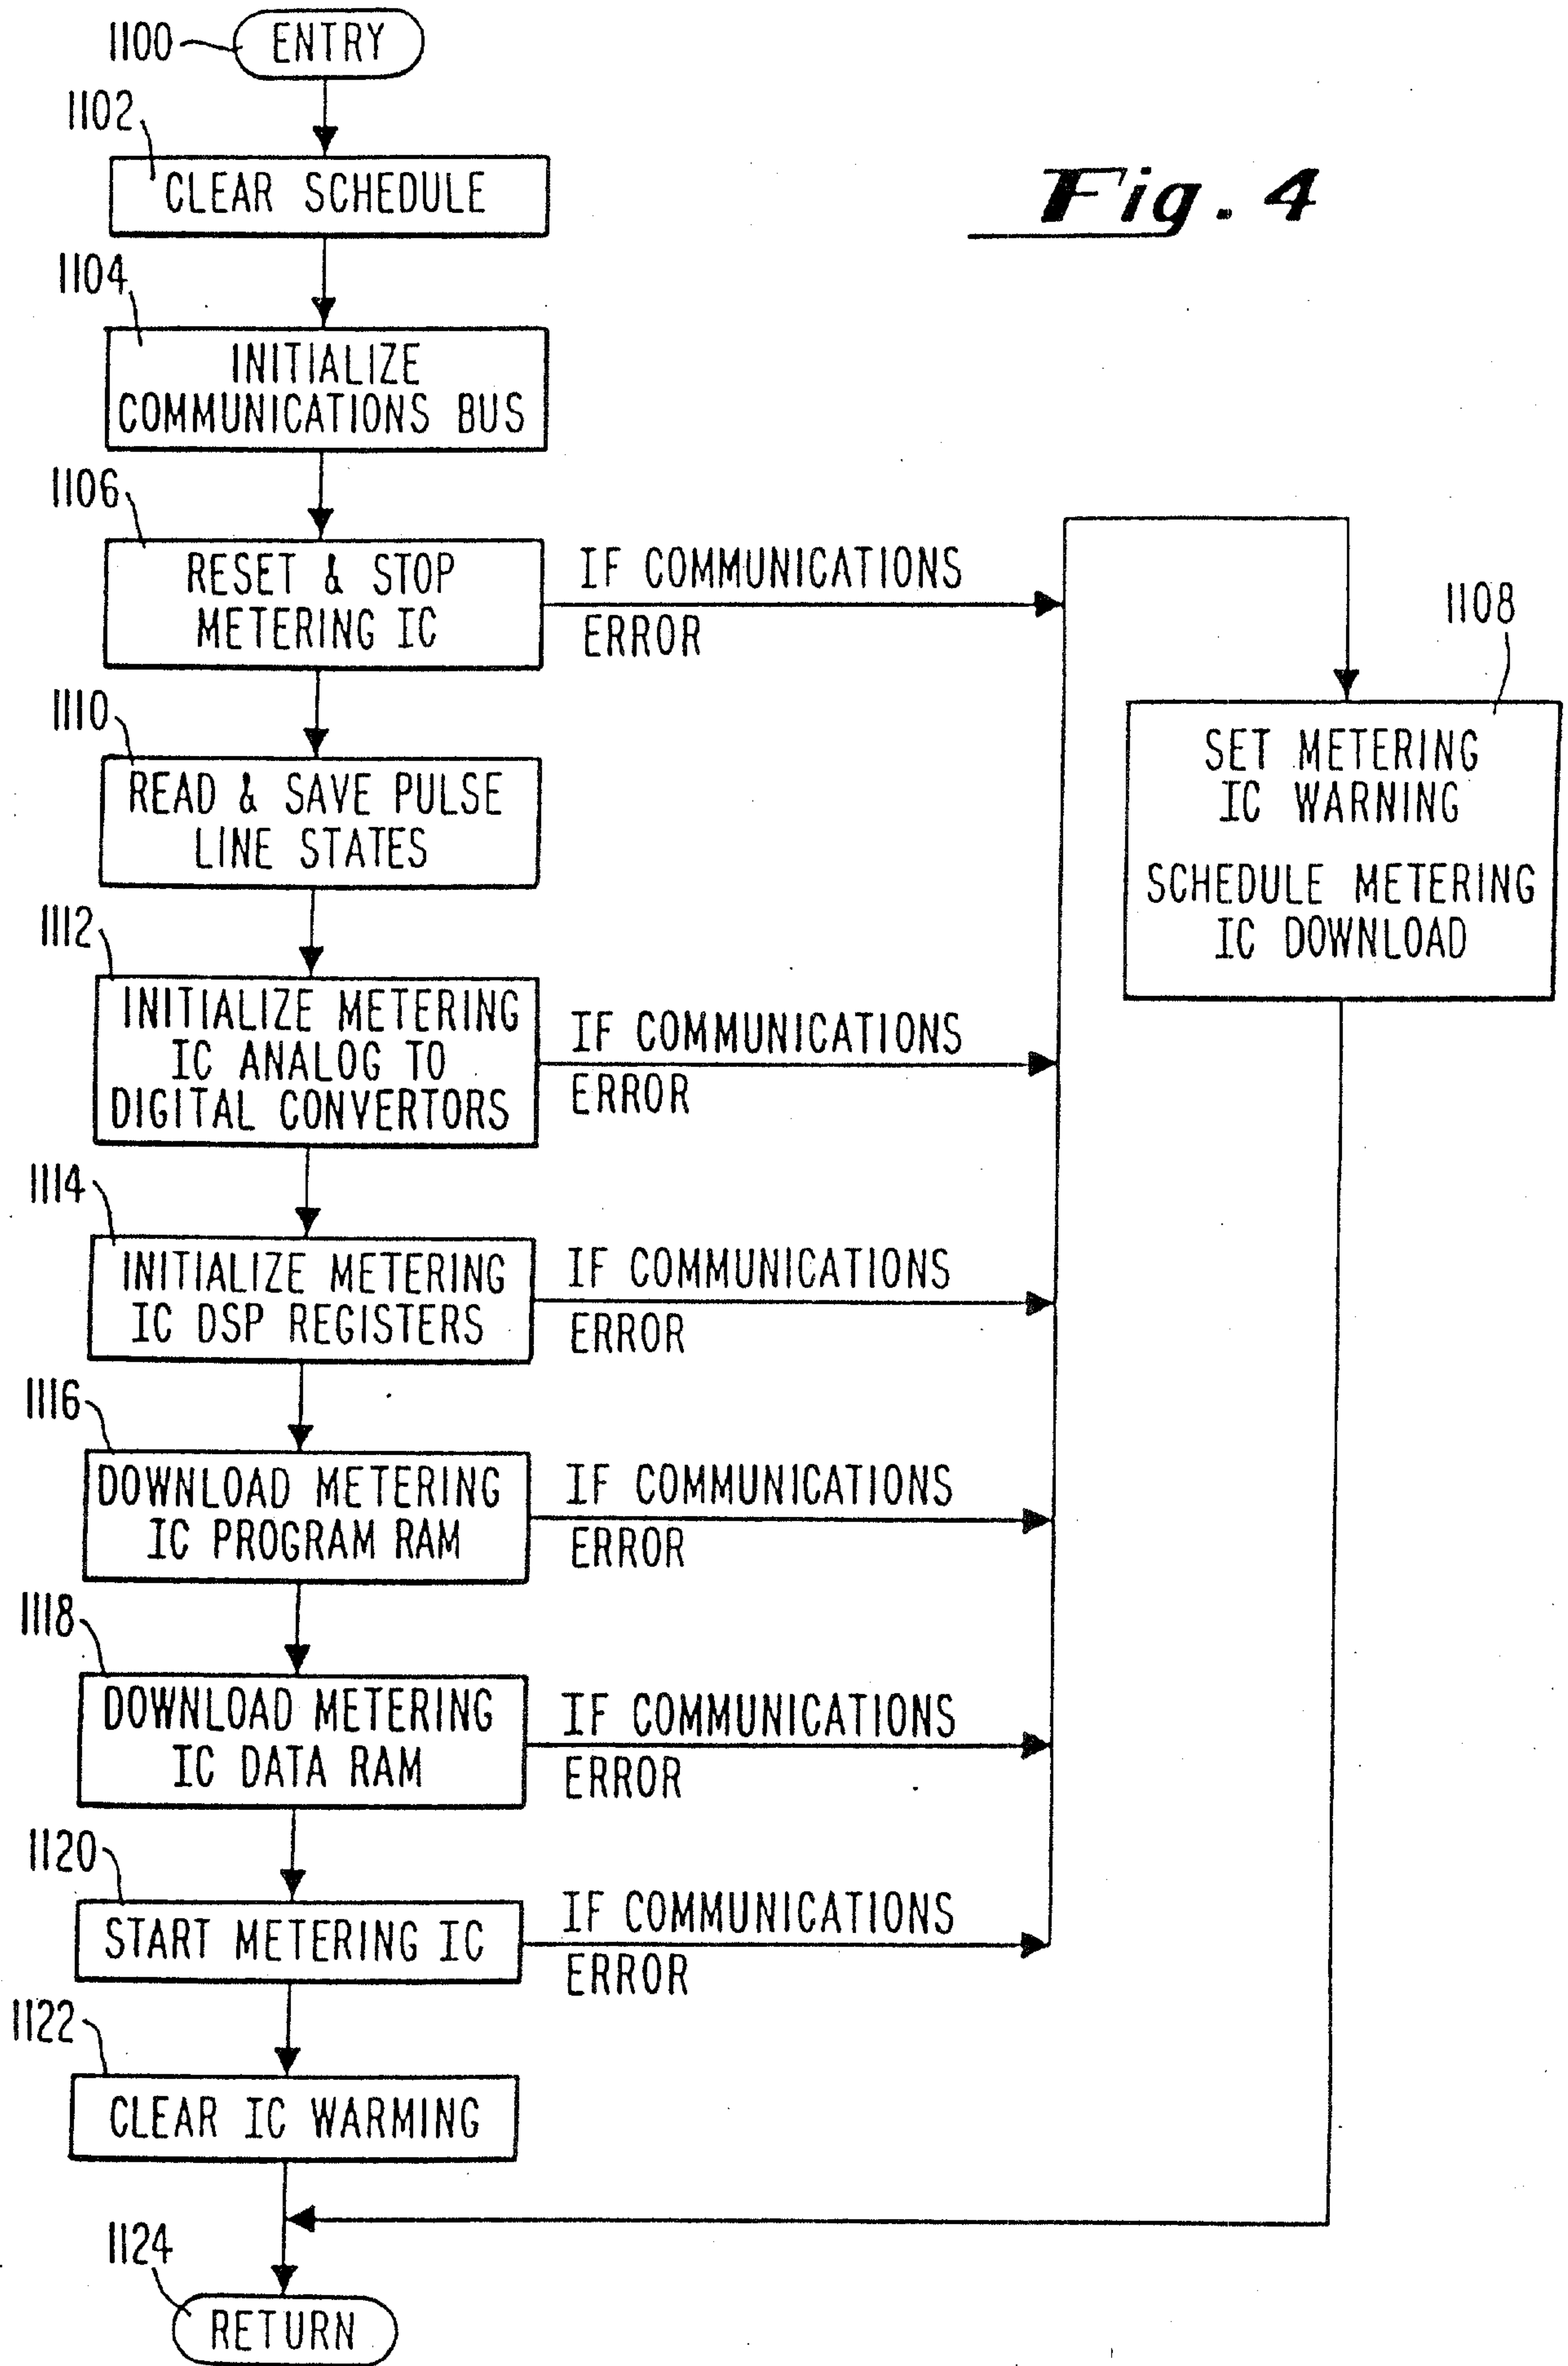 1100
ENTRY
1102
CLEAR SCHEDULE
Fig. 4
1104
INITIALIZE
COMMUNICATIONS BUS
1106
RESET & STOP
METERING IC
IF COMMUNICATIONS
ERROR
1108
SET METERING
IC WARNING
SCHEDULE METERING
IC DOWNLOAD
1110
READ & SAVE PULSE
LINE STATES
1112
INITIALIZE METERING
IC ANALOG TO
DIGITAL CONVERTORS
IF COMMUNICATIONS
ERROR
1114
INITIALIZE METERING
IC DSP REGISTERS
IF COMMUNICATIONS
ERROR
1116
DOWNLOAD METERING
IC PROGRAM RAM
IF COMMUNICATIONS
ERROR
1118
DOWNLOAD METERING
IC DATA RAM
IF COMMUNICATIONS
ERROR
1120
START METERING IC
IF COMMUNICATIONS
ERROR
1122
CLEAR IC WARMING
1124
RETURN